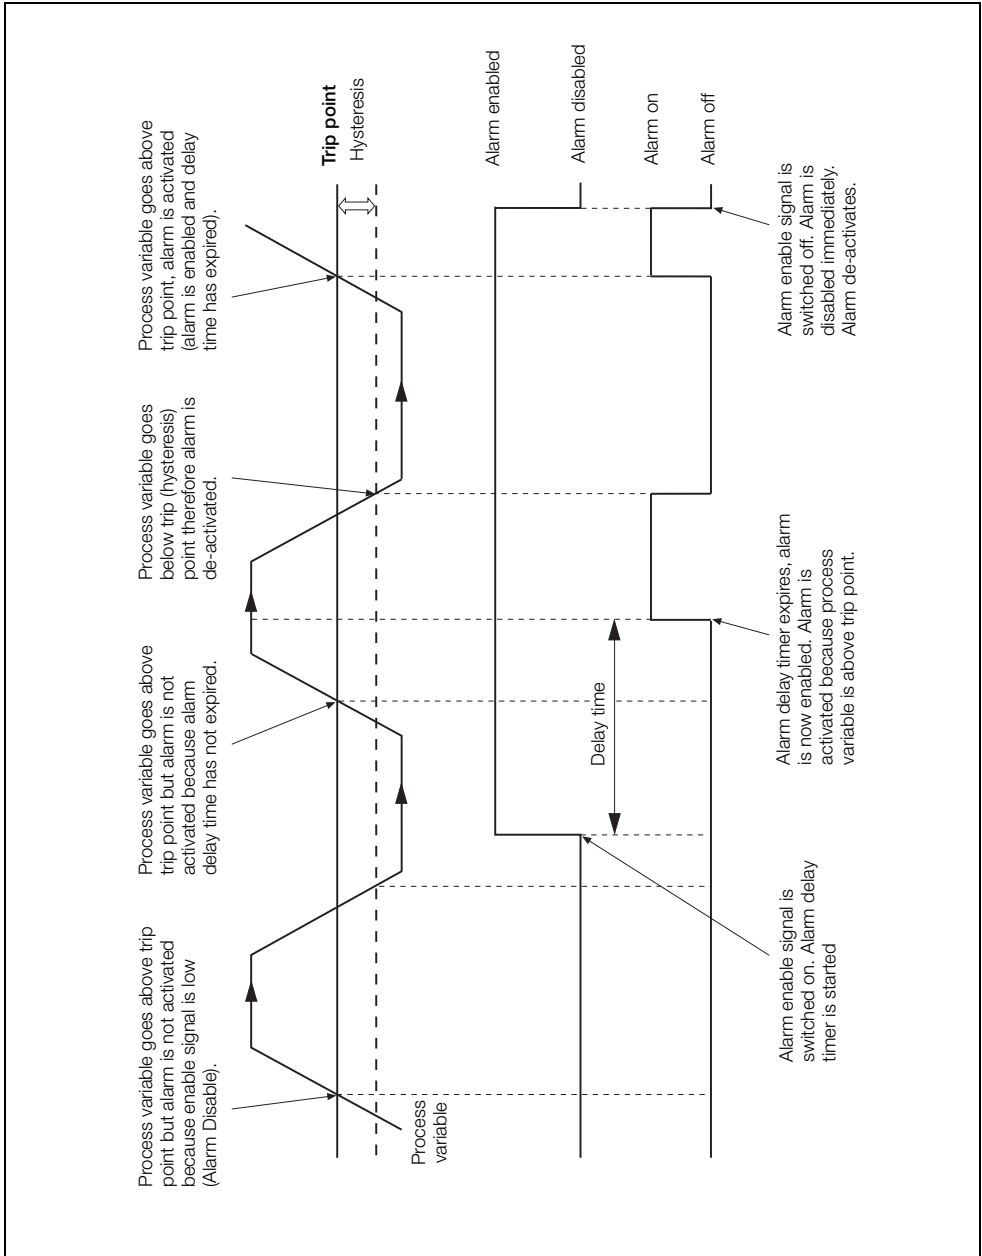 Process variable goes above trip
point but alarm is not activated
because enable signal is low
(Alarm Disable).
Process variable goes above
trip point but alarm is not
activated because alarm
delay time has not expired.
Process variable goes
below trip (hysteresis)
point therefore alarm is
de-activated.
Process variable goes above
trip point, alarm is activated
(alarm is enabled and delay
time has expired).
Trip point
Hysteresis
Process
variable
Alarm enabled
Alarm disabled
Delay time
Alarm on
Alarm off
Alarm enable signal is
switched on. Alarm delay
timer is started
Alarm delay timer expires, alarm
is now enabled. Alarm is
activated because process
variable is above trip point.
Alarm enable signal is
switched off. Alarm is
disabled immediately.
Alarm de-activates.